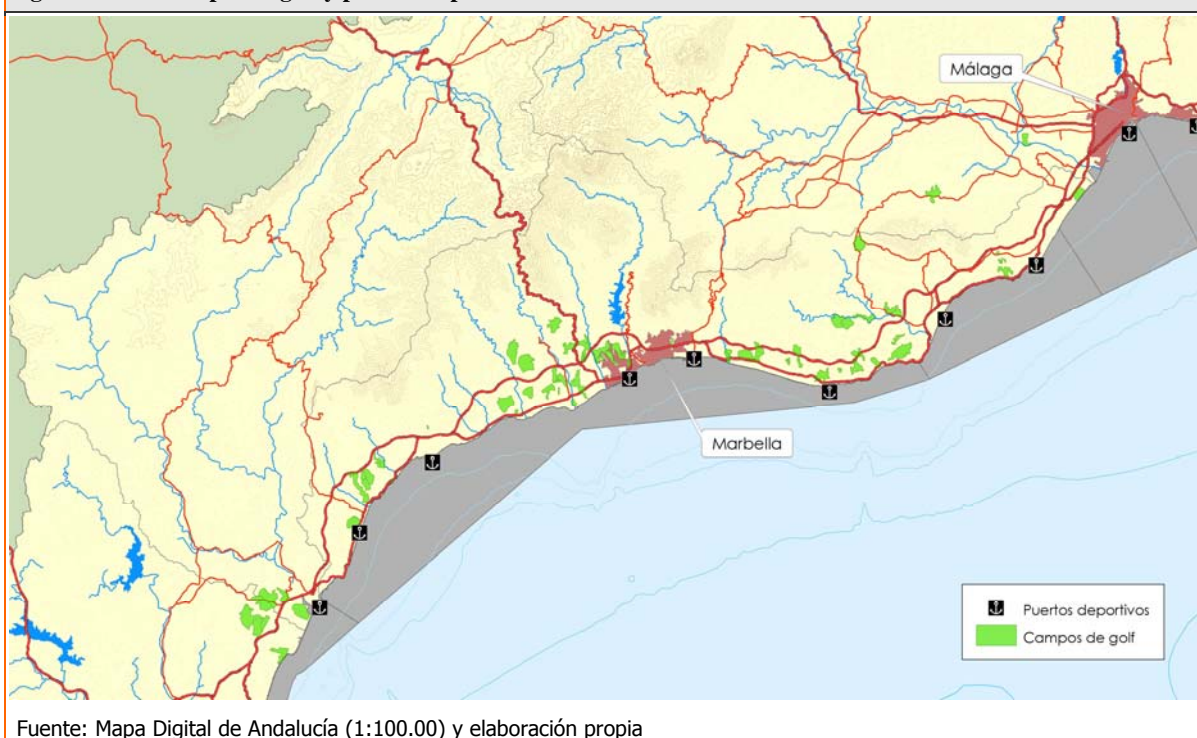 Málaga
Marbella
Puertos deportivos
Campos de golf
Fuente: Mapa Digital de Andalucía (1:100.00) y elaboración propia